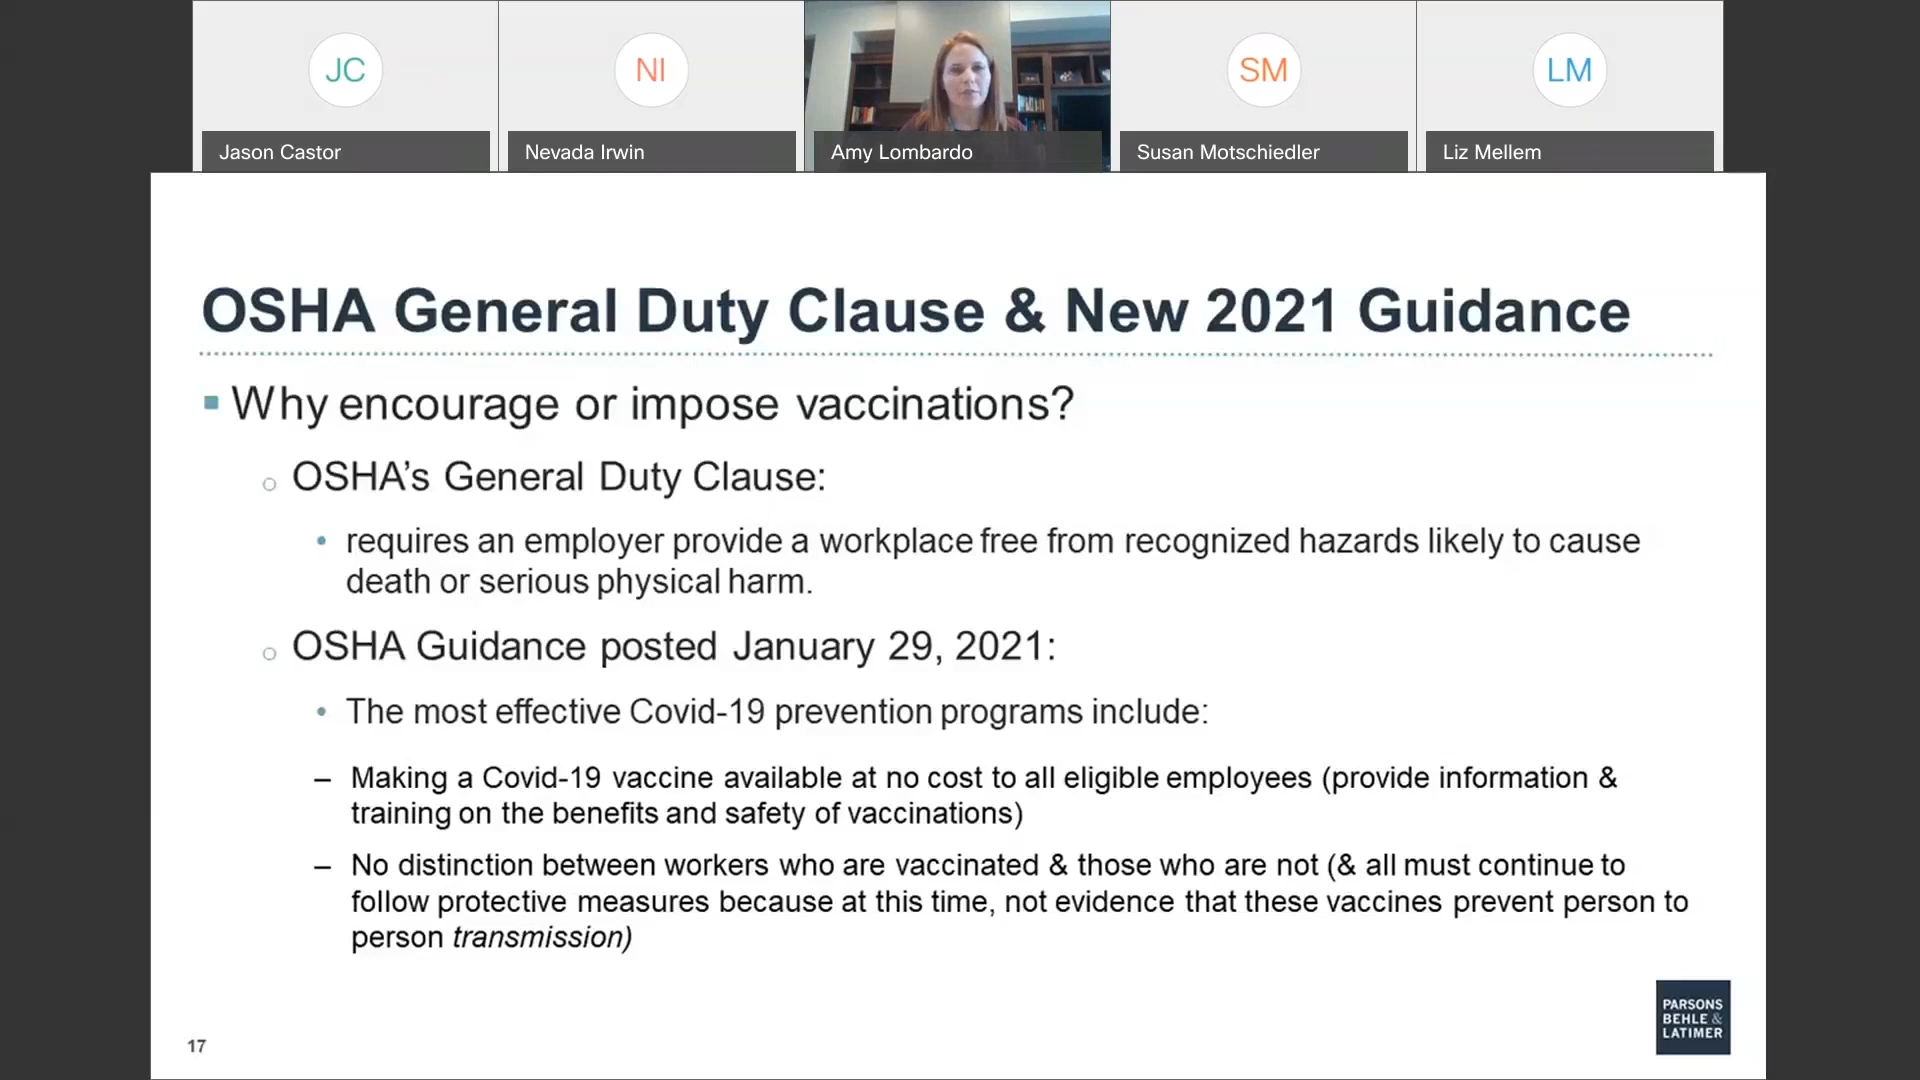 JC
NI
SM
LM
Jason Castor
Nevada Irwin
Amy Lombardo
Susan Motschiedler
Liz Mellem
OSHA General Duty Clause & New 2021 Guidance
Why encourage or impose vaccinations?
OSHA's General Duty Clause:
requires an employer provide a workplace free from recognized hazards likely to cause
death or serious physical harm.
OSHA Guidance posted January 29, 2021:
The most effective Covid-19 prevention programs include:
– Making a Covid-19 vaccine available at no cost to all eligible employees (provide information &
training on the benefits and safety of vaccinations)
– No distinction between workers who are vaccinated & those who are not (& all must continue to
follow protective measures because at this time, not evidence that these vaccines prevent person to
person transmission)
PARSONS
BEHLE &
LATIMER
17